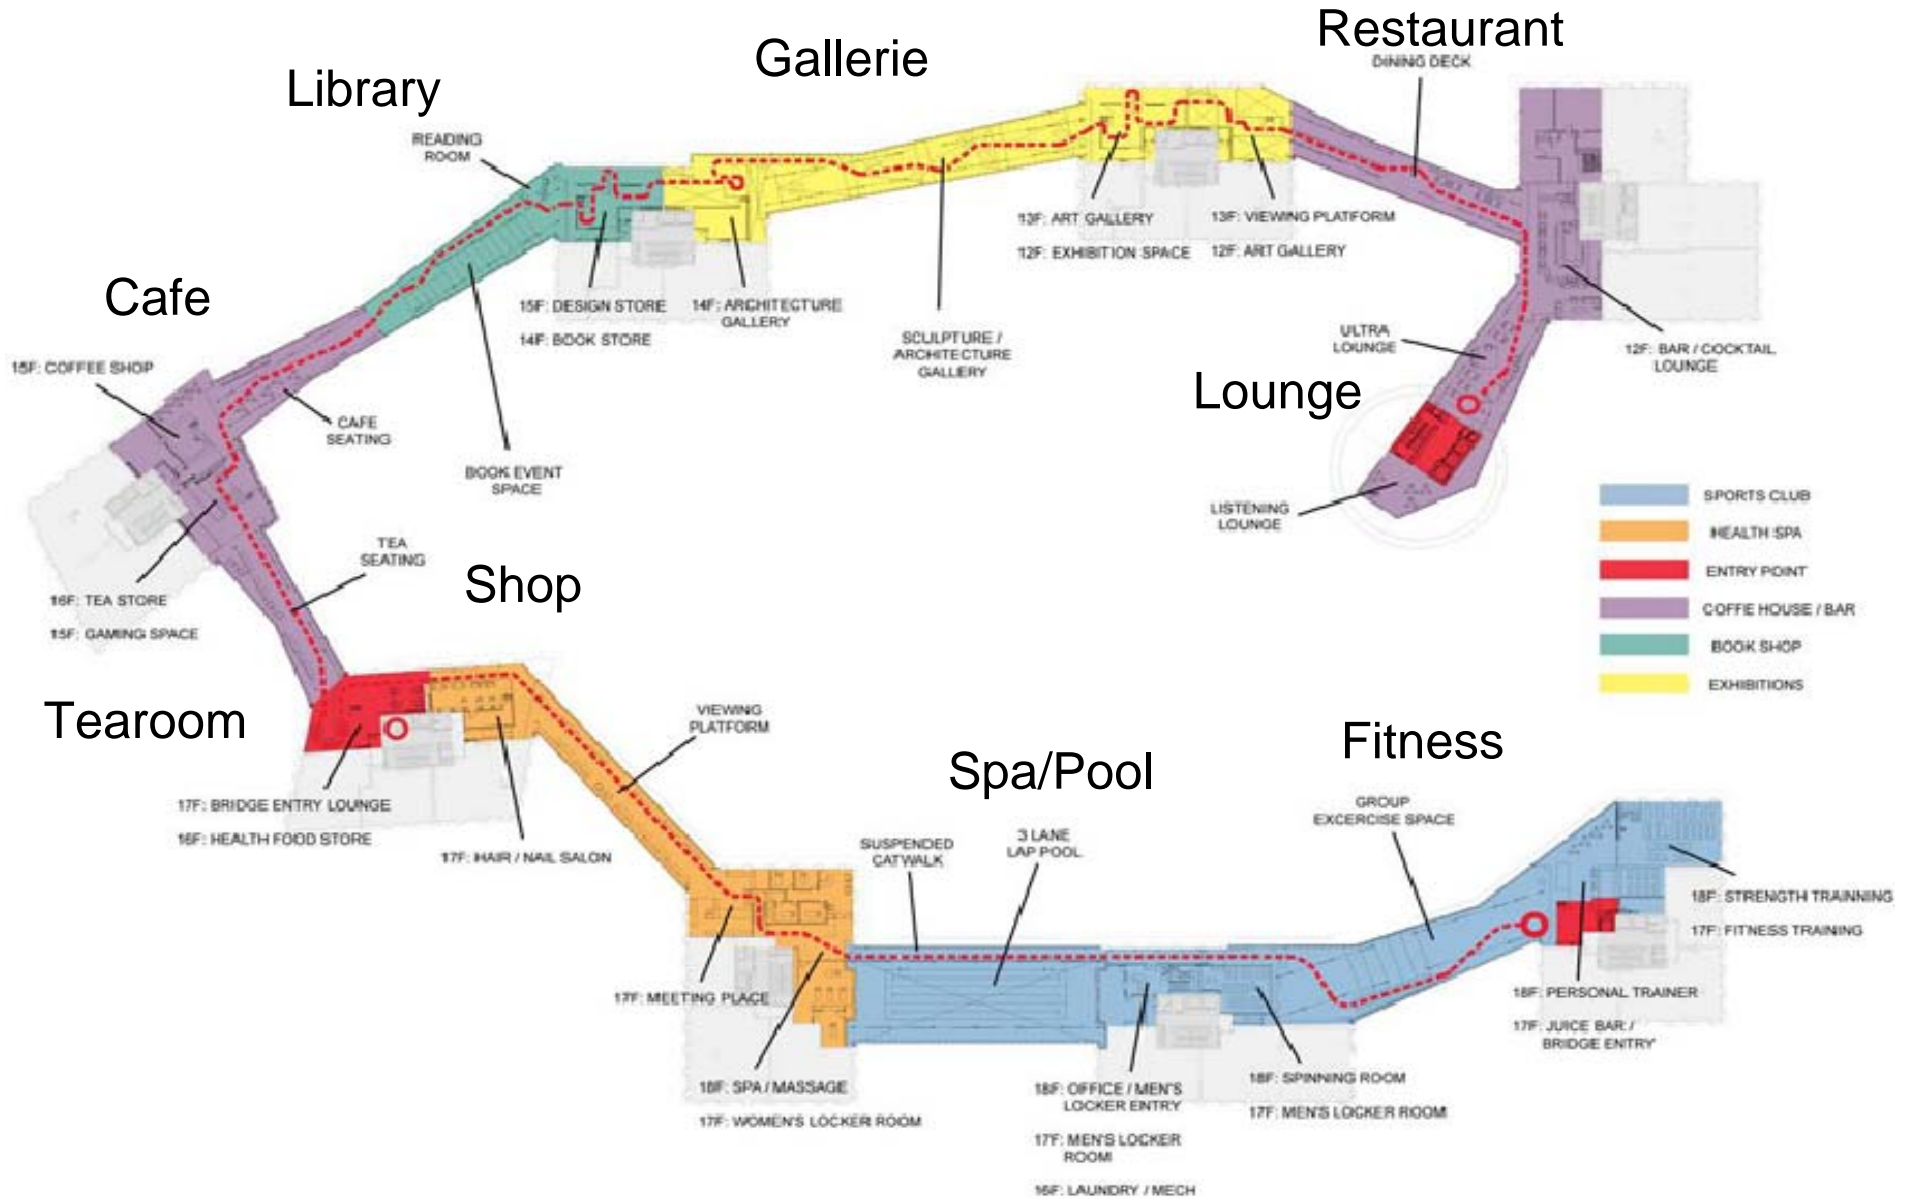 Restaurant
DINING DECK
Gallerie
Library
READING
ROOM
13F: ART GALLERY
12F: EXHIBITION SPACE
13F: VIEWING PLATFORM
12F: ART GALLERY
Cafe
15F: DESIGN STORE
14F: BOOK STORE
14F: ARCHITECTURE
GALLERY
SCULPTURE /
ARCHITECTURE
GALLERY
ULTRA
LOUNGE
12F: BAR / COCKTAIL
LOUNGE
15F: COFFEE SHOP
Lounge
CAFE
SEATING
BOOK EVENT
SPACE
LISTENING
LOUNGE
SPORTS CLUB
HEALTH SPA
ENTRY POINT
COFFIE HOUSE / BAR
BOOK SHOP
EXHIBITIONS
TEA
SEATING
Shop
16F: TEA STORE
15F: GAMING SPACE
Tearoom
VIEWING
PLATFORM
Fitness
Spa/Pool
17F: BRIDGE ENTRY LOUNGE
16F: HEALTH FOOD STORE
17F: HAIR / NAIL SALON
SUSPENDED
CATWALK
3 LANE
LAP POOL
GROUP
EXCERCISE SPACE
18F: STRENGTH TRAINNING
17F: FITNESS TRAINING
17F: MEETING PLACE
18F: PERSONAL TRAINER
17F: JUICE BAR /
BRIDGE ENTRY
18F: SPA / MASSAGE
17F: WOMEN'S LOCKER ROOM
18F: OFFICE / MEN'S
LOCKER ENTRY
17F: MEN'S LOCKER
ROOM
16F: LAUNDRY / MECH
18F: SPINNING ROOM
17F: MEN'S LOCKER ROOM